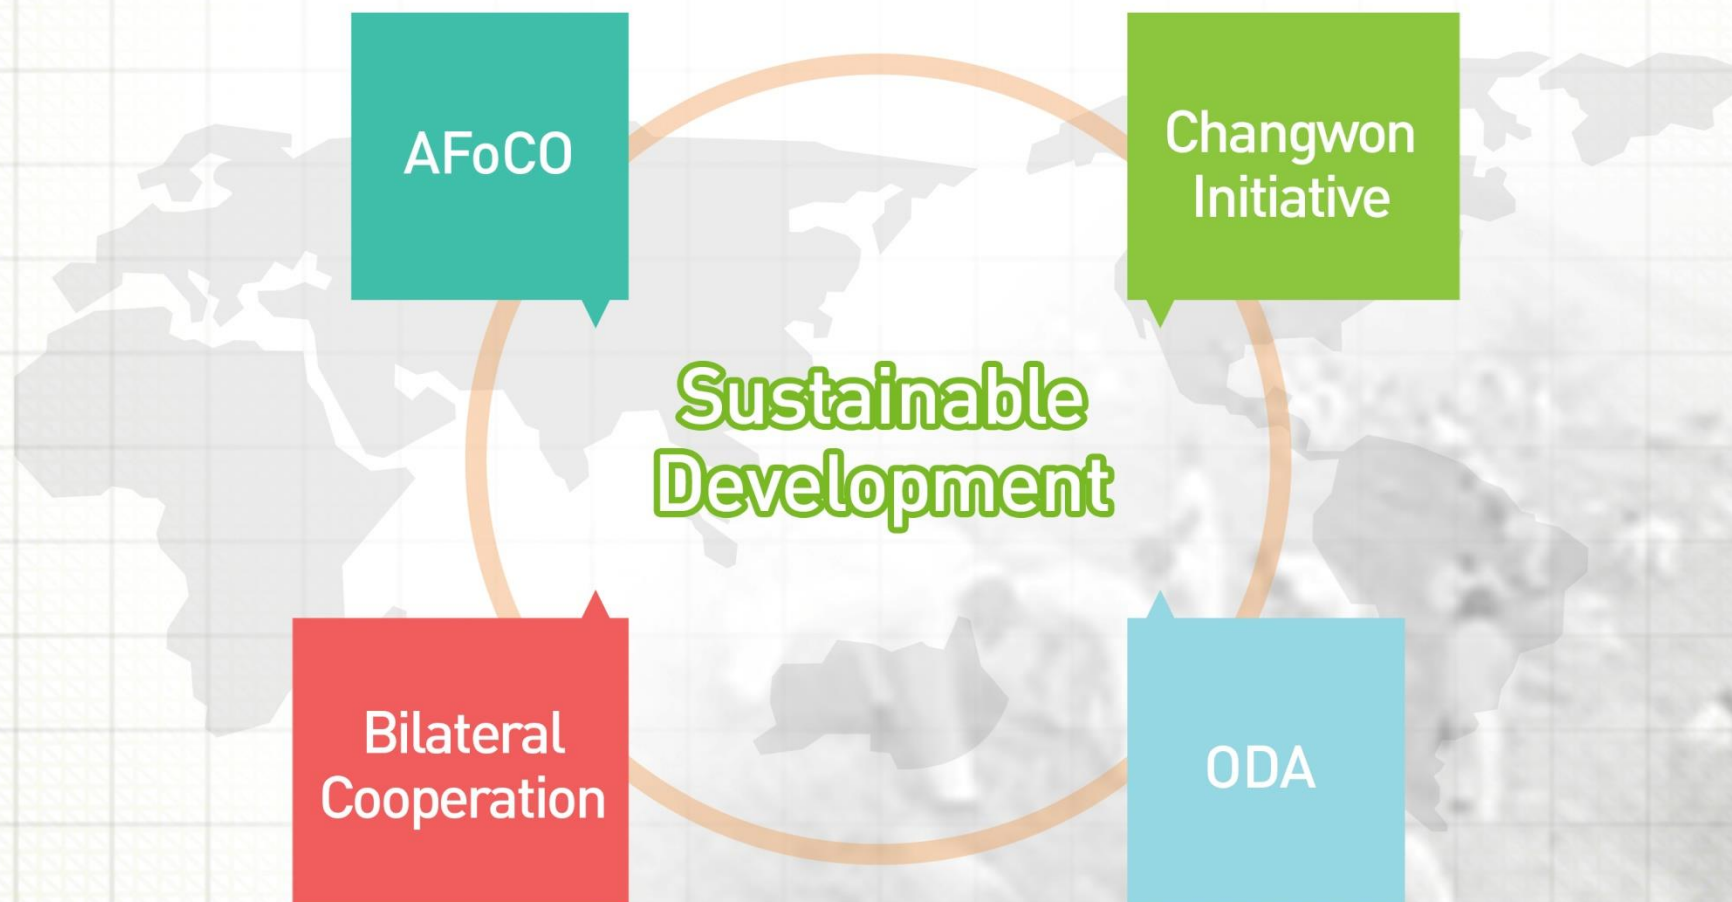 AFoCO
Changwon
Initiative
Sustainable
Development
Bilateral
Cooperation
ODA